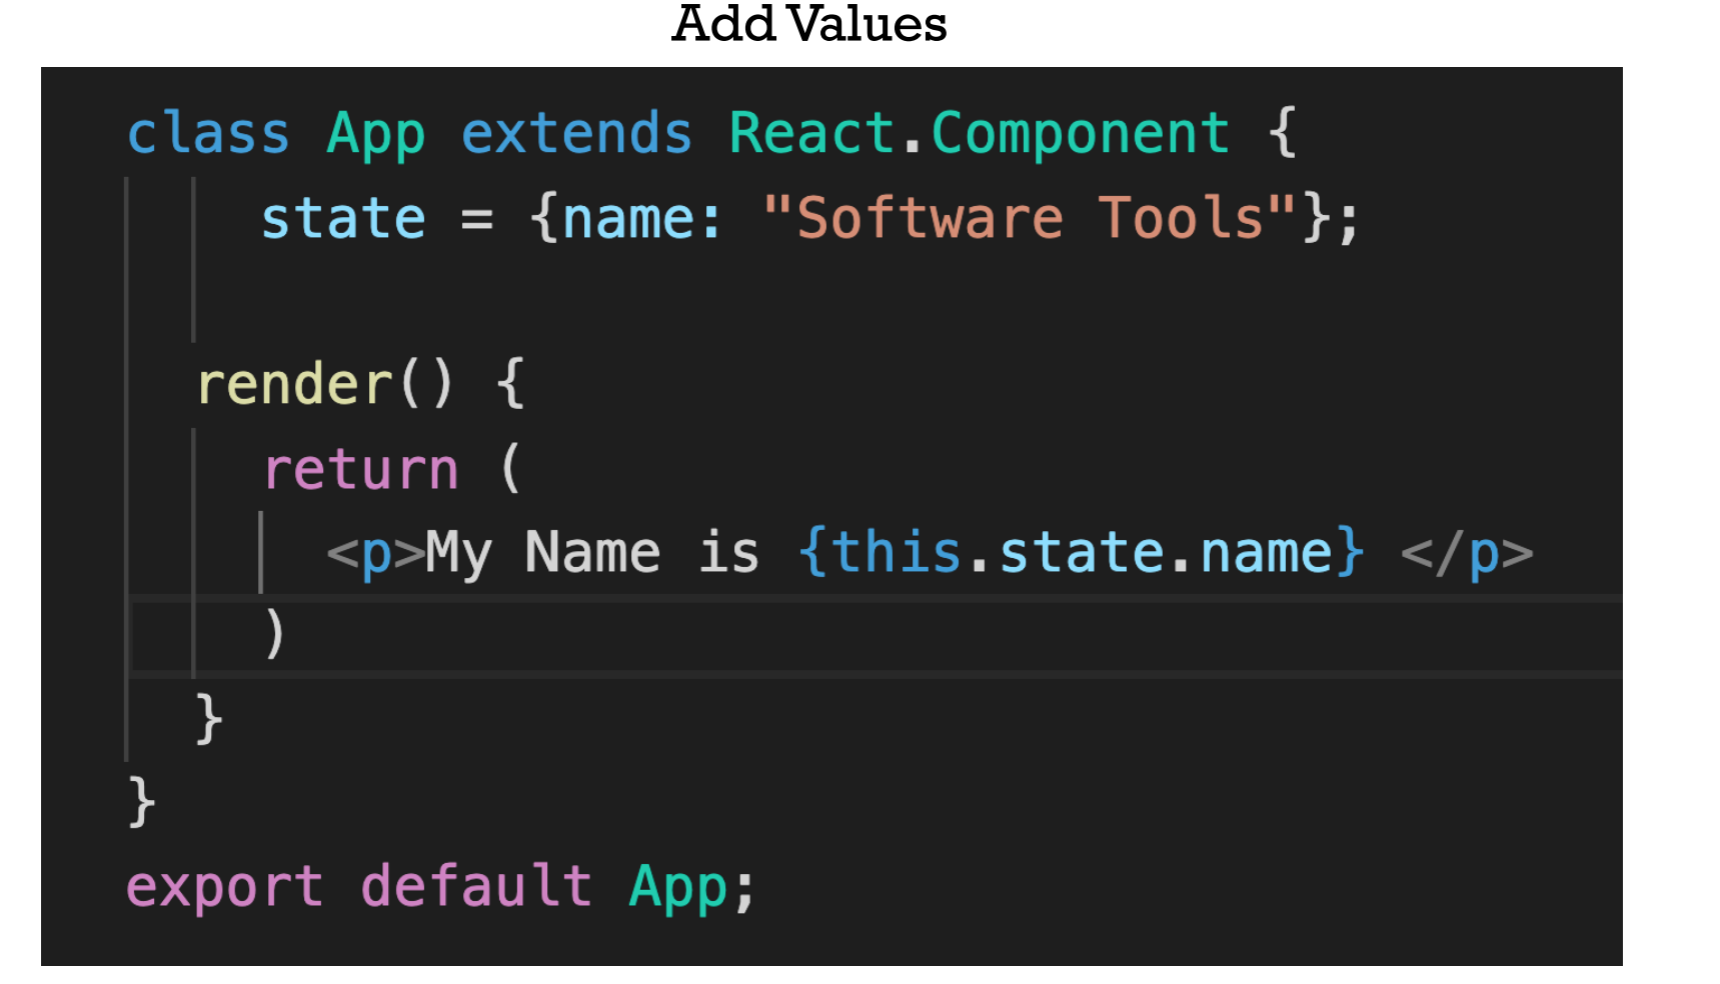 Add Values
class App extends React.Component {
state = {name: "Software Tools"};
render() {
return (
<p>My Name is {this.state.name} </p>
)
}
}
export default App;